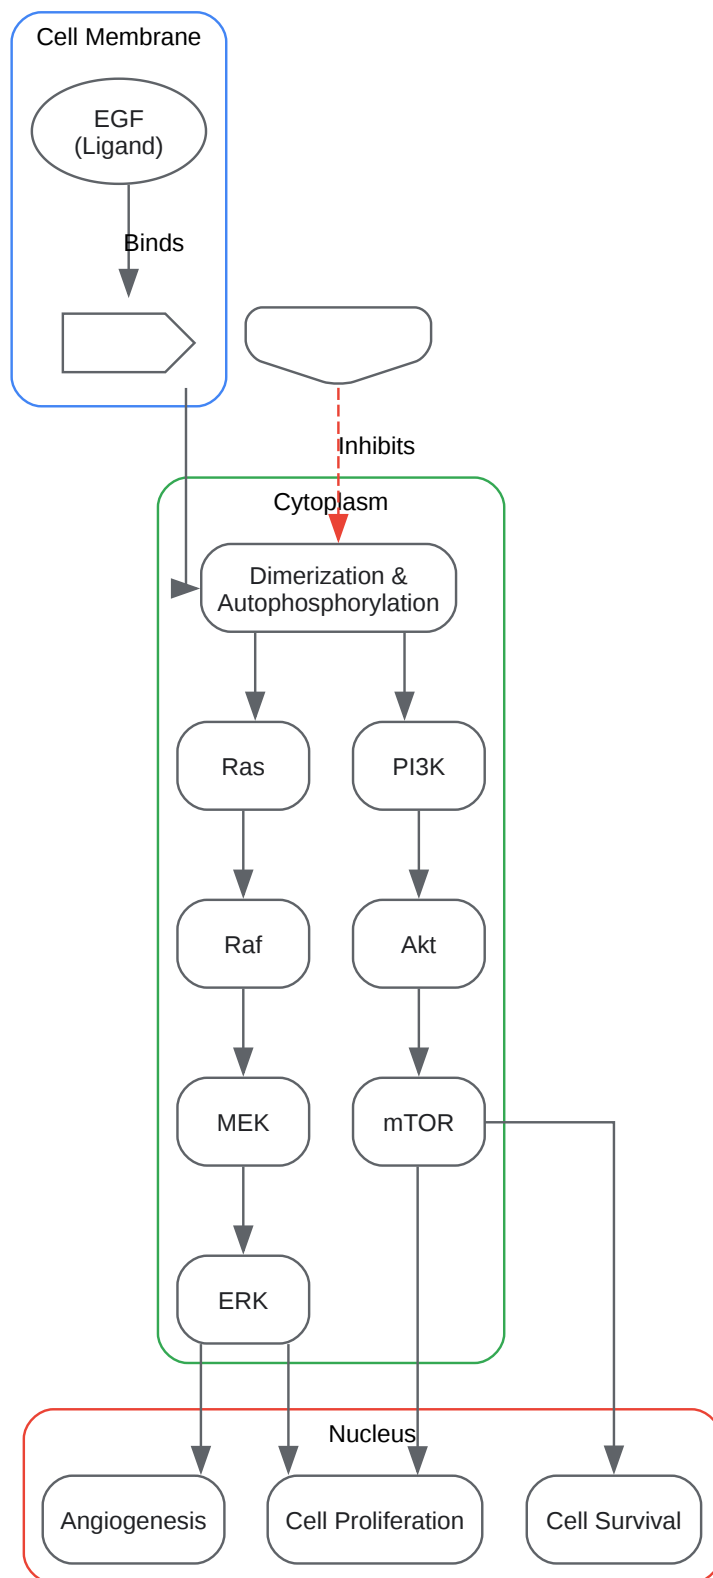 Cell Membrane
EGF
(Ligand)
Binds
Inhibits
Cytoplasm
Dimerization &
Autophosphorylation
Ras
PI3K
Raf
Akt
MEK
mTOR
ERK
Nucleus
Angiogenesis
Cell Proliferation
Cell Survival